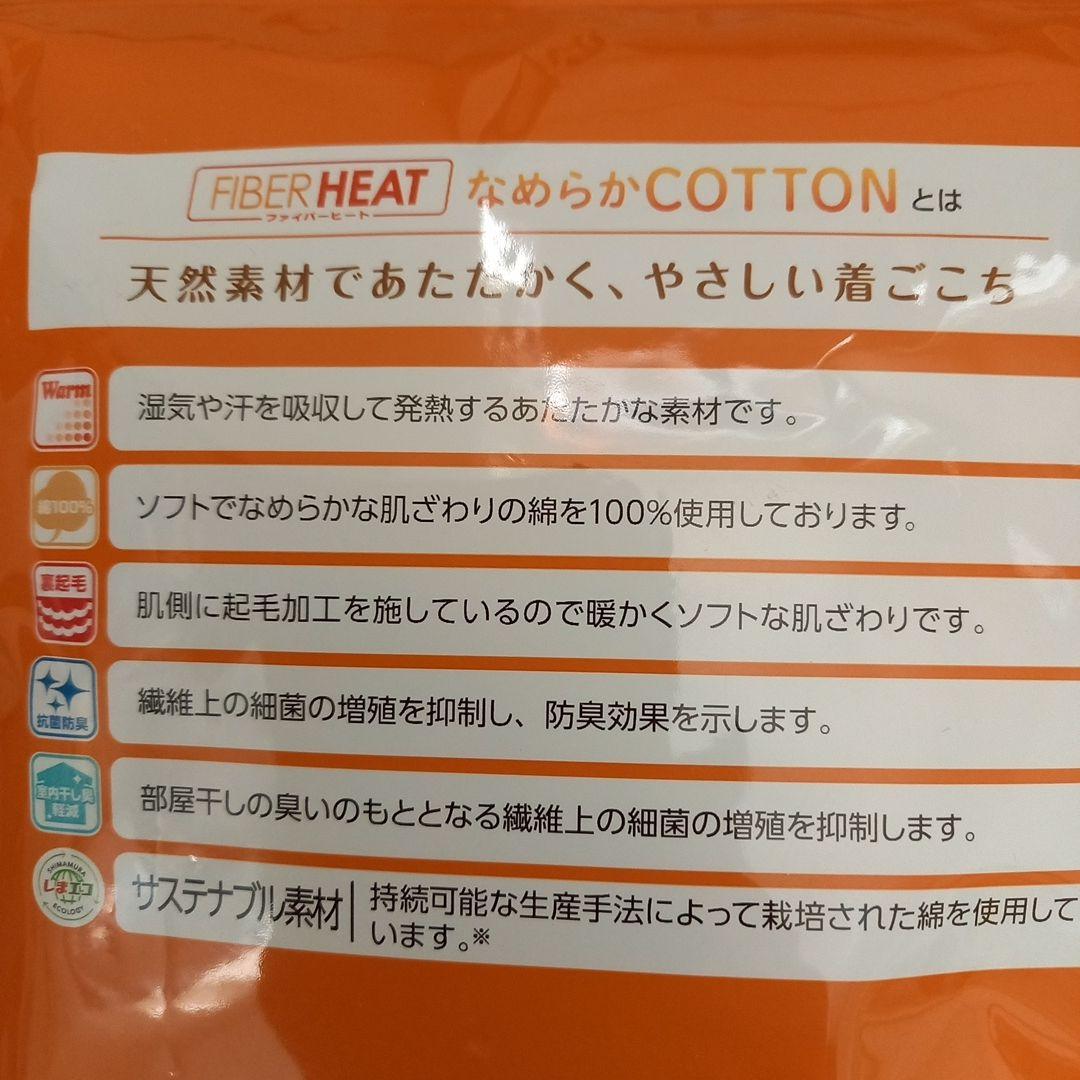 FIBER HEAT なめらかCOTTON とは
ファイバーヒート
天然素材であたたかく、やさしい着ごこち
Warm
湿気や汗を吸収して発熱するあたたかな素材です。
綿100%
ソフトでなめらかな肌ざわりの綿を100%使用しております。
裏起毛
肌側に起毛加工を施しているので暖かくソフトな肌ざわりです。
抗菌防臭
繊維上の細菌の増殖を抑制し、防臭効果を示します。
室内干し臭
軽減
部屋干しの臭いのもととなる繊維上の細菌の増殖を抑制します。
SHIMAMURA
しまエコ
ECOLOGY
サステナブル素材 持続可能な生産手法によって栽培された綿を使用して
います。※